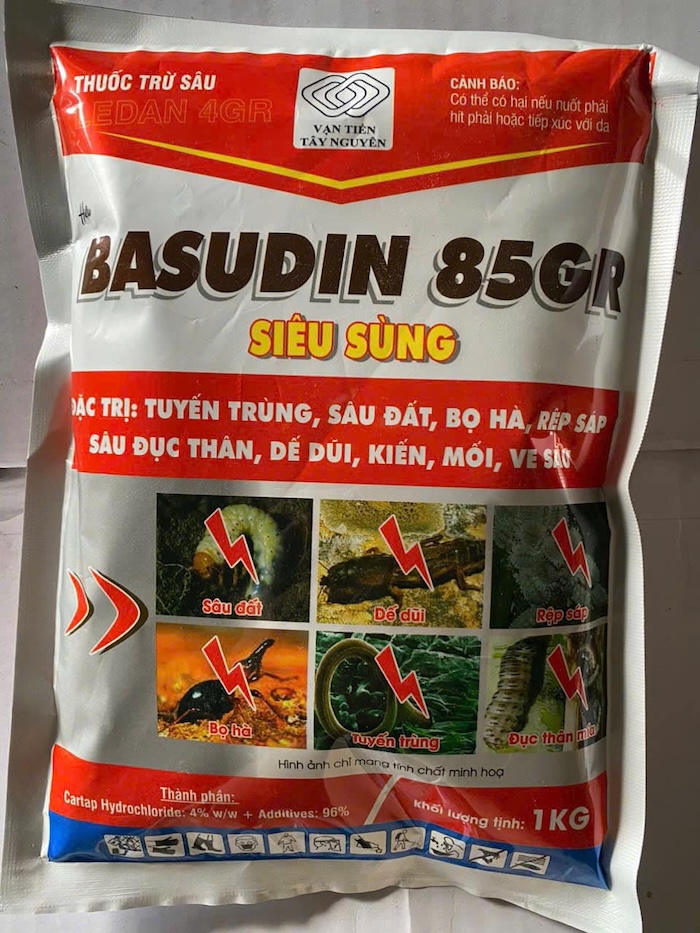 THUỐC TRỪ SÂU
LEDAN 4GR
VẠN TIẾN
TÂY NGUYÊN
CẢNH BÁO:
Có thể có hại nếu nuốt phải
hít phải hoặc tiếp xúc với da
Hiệu
BASUDIN 85GR
SIÊU SÙNG
ĐẶC TRỊ: TUYẾN TRÙNG, SÂU ĐẤT, BỌ HÀ, RỆP SÁP
SÂU ĐỤC THÂN, DẾ DŨI, KIẾN, MỐI, VE SẦU
Sâu đất
Dế dũi
Rệp sáp
Bọ hà
Tuyến trùng
Đục thân mía
Hình ảnh chỉ mang tính chất minh hoạ
Thành phần:
Cartap Hydrochloride: 4% w/w + Additives: 96%
khối lượng tịnh: 1KG